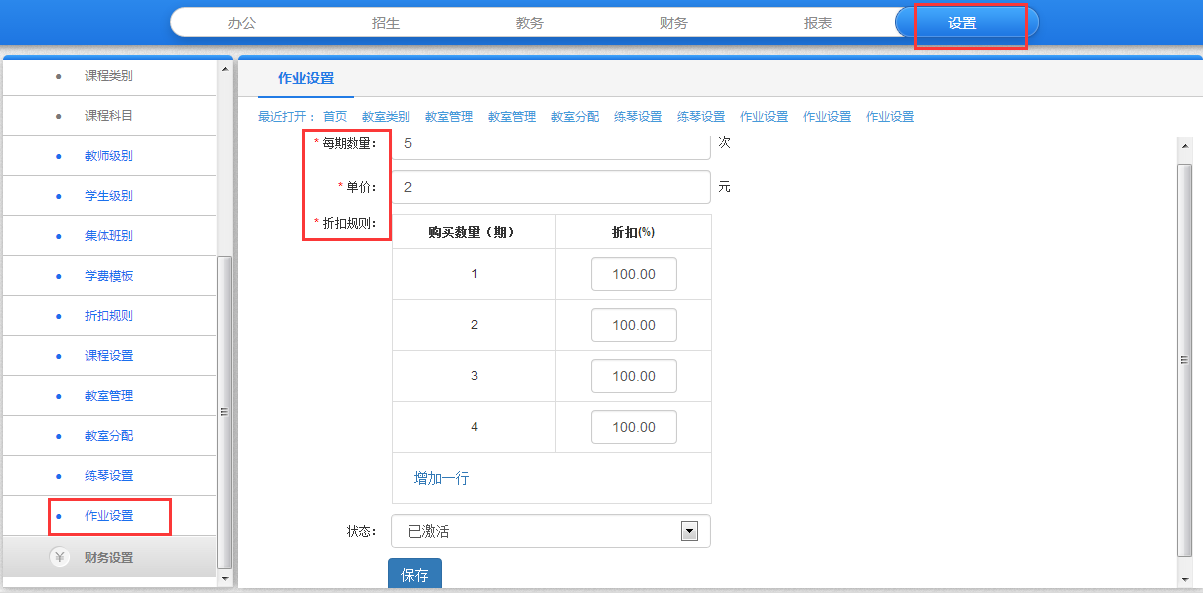 办公 招生 教务 财务 报表 设置
课程类别
课程科目
教师级别
学生级别
集体班别
学费模板
折扣规则
课程设置
教室管理
教室分配
练琴设置
作业设置
¥ 财务设置
作业设置
最近打开： 首页 教室类别 教室管理 教室管理 教室分配 练琴设置 练琴设置 作业设置 作业设置 作业设置
* 每期数量： 5 次
* 单价： 2 元
* 折扣规则：
购买数量（期） 折扣(%)
1 100.00
2 100.00
3 100.00
4 100.00
增加一行
状态： 已激活
保存